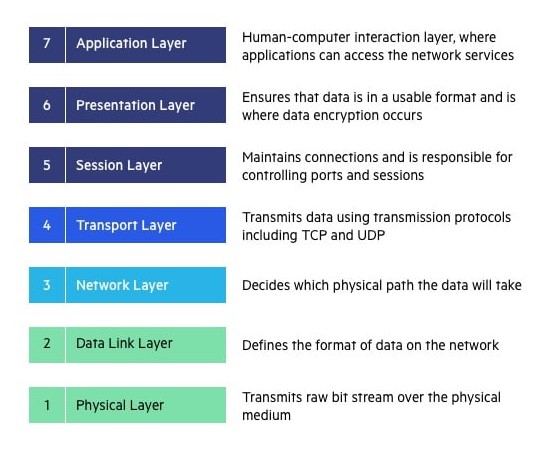 7 Application Layer
Human-computer interaction layer, where
applications can access the network services
6 Presentation Layer
Ensures that data is in a usable format and is
where data encryption occurs
5 Session Layer
Maintains connections and is responsible for
controlling ports and sessions
4 Transport Layer
Transmits data using transmission protocols
including TCP and UDP
3 Network Layer
Decides which physical path the data will take
2 Data Link Layer
Defines the format of data on the network
1 Physical Layer
Transmits raw bit stream over the physical
medium